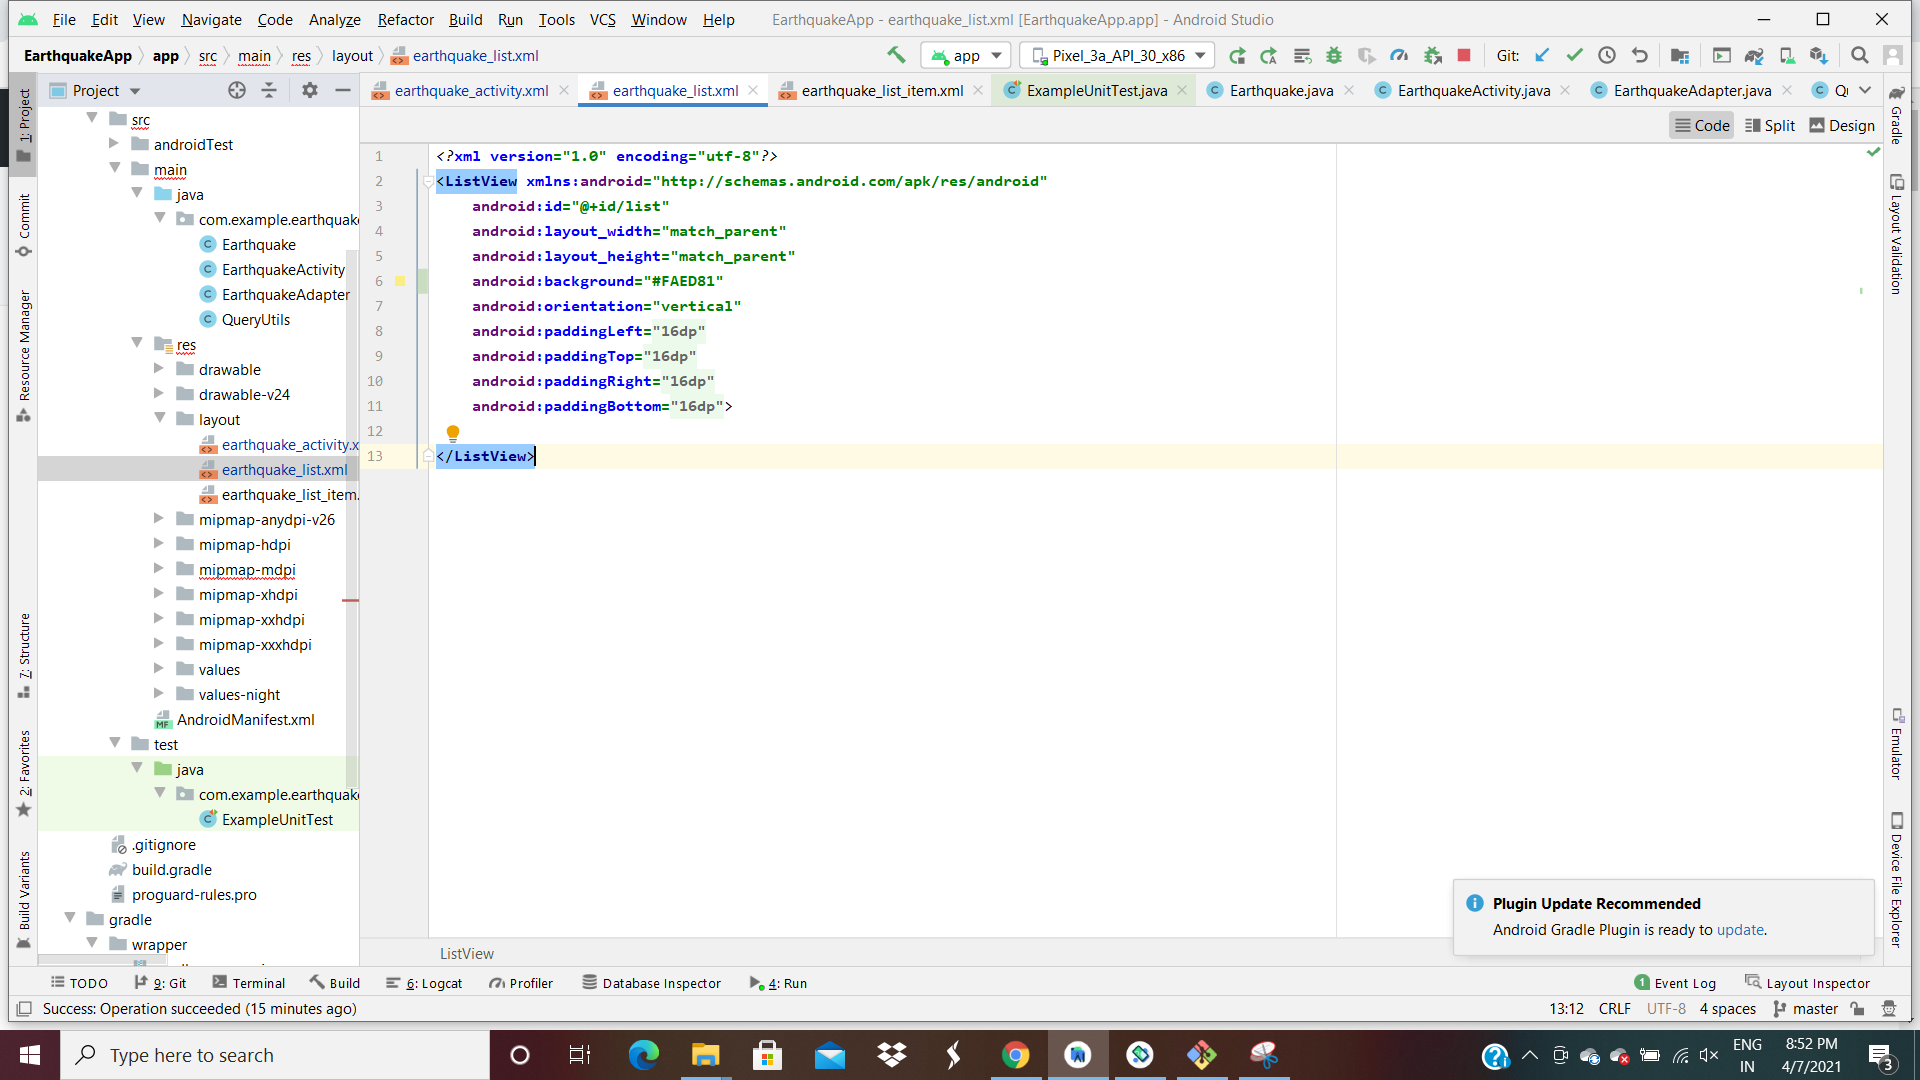 File Edit View Navigate Code Analyze Refactor Build Run Tools VCS Window Help EarthquakeApp - earthquake_list.xml [EarthquakeApp.app] - Android Studio
EarthquakeApp app src main res layout earthquake_list.xml app Pixel_3a_API_30_x86 Git:
Project earthquake_activity.xml earthquake_list.xml earthquake_list_item.xml ExampleUnitTest.java Earthquake.java EarthquakeActivity.java EarthquakeAdapter.java
Code Split Design
1: Project
Commit
Resource Manager
7: Structure
2: Favorites
Build Variants
src
androidTest
main
java
com.example.earthquake
Earthquake
EarthquakeActivity
EarthquakeAdapter
QueryUtils
res
drawable
drawable-v24
layout
earthquake_activity.x
earthquake_list.xml
earthquake_list_item.
mipmap-anydpi-v26
mipmap-hdpi
mipmap-mdpi
mipmap-xhdpi
mipmap-xxhdpi
mipmap-xxxhdpi
values
values-night
MF AndroidManifest.xml
test
java
com.example.earthquake
ExampleUnitTest
.gitignore
build.gradle
proguard-rules.pro
gradle
wrapper
1 <?xml version="1.0" encoding="utf-8"?>
2 <ListView xmlns:android="http://schemas.android.com/apk/res/android"
3 android:id="@+id/list"
4 android:layout_width="match_parent"
5 android:layout_height="match_parent"
6 android:background="#FAED81"
7 android:orientation="vertical"
8 android:paddingLeft="16dp"
9 android:paddingTop="16dp"
10 android:paddingRight="16dp"
11 android:paddingBottom="16dp">
12
13 </ListView>
Gradle
Layout Validation
Emulator
Device File Explorer
Plugin Update Recommended
Android Gradle Plugin is ready to update.
ListView
TODO 9: Git Terminal Build 6: Logcat Profiler Database Inspector 4: Run 1 Event Log Layout Inspector
Success: Operation succeeded (15 minutes ago) 13:12 CRLF UTF-8 4 spaces master
Type here to search
ENG
IN
8:52 PM
4/7/2021
3